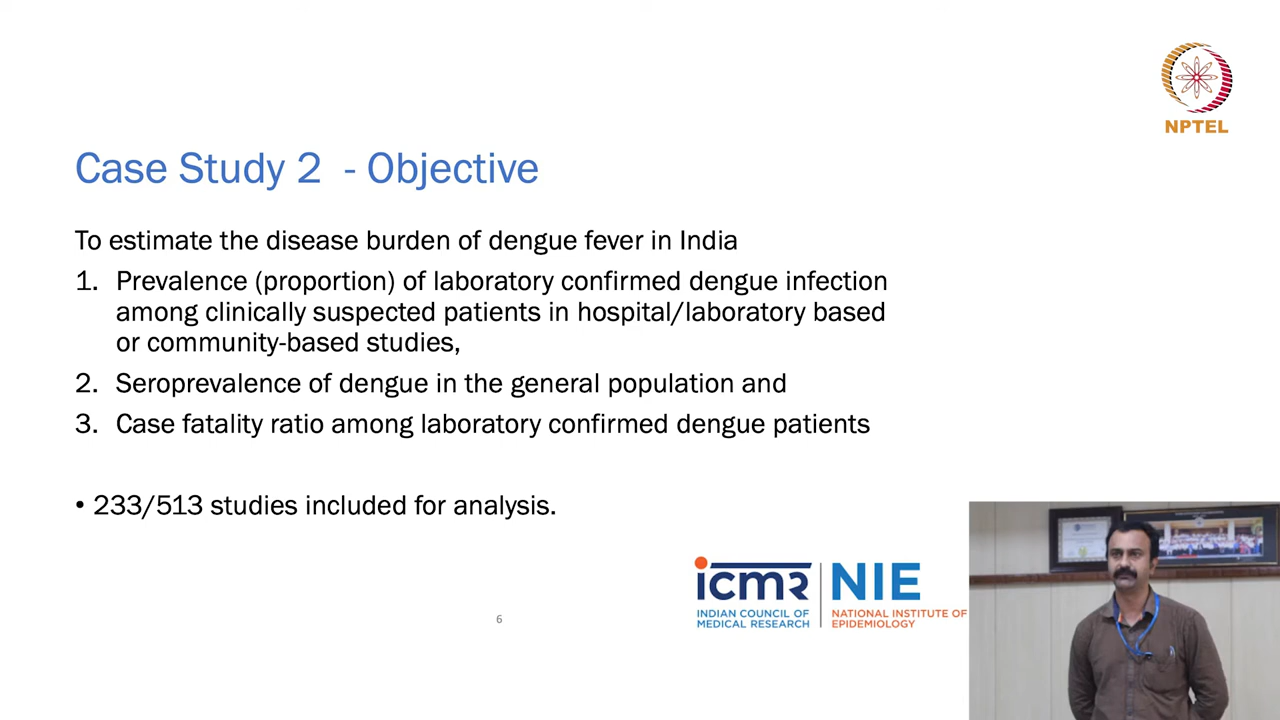 NPTEL
Case Study 2 - Objective
To estimate the disease burden of dengue fever in India
1. Prevalence (proportion) of laboratory confirmed dengue infection
among clinically suspected patients in hospital/laboratory based
or community-based studies,
2. Seroprevalence of dengue in the general population and
3. Case fatality ratio among laboratory confirmed dengue patients
• 233/513 studies included for analysis.
icmr
INDIAN COUNCIL OF
MEDICAL RESEARCH
NIE
NATIONAL INSTITUTE OF
EPIDEMIOLOGY
6